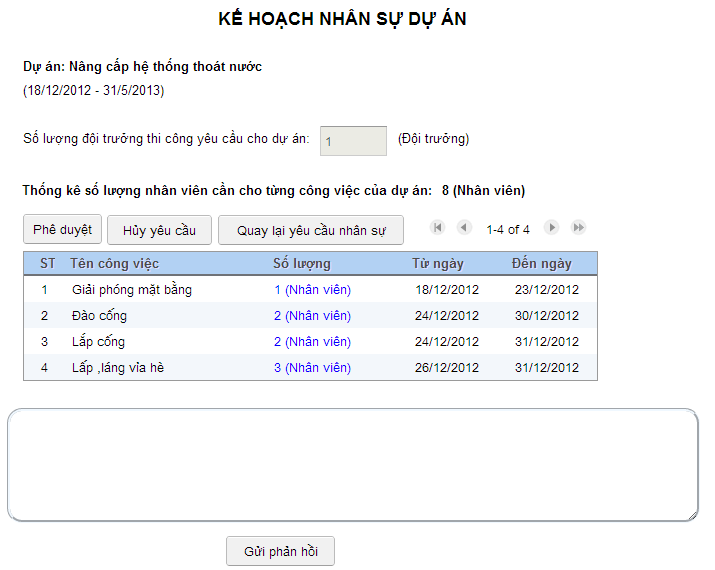 KẾ HOẠCH NHÂN SỰ DỰ ÁN
Dự án: Nâng cấp hệ thống thoát nước
(18/12/2012 - 31/5/2013)
Số lượng đội trưởng thi công yêu cầu cho dự án: 1 (Đội trưởng)
Thống kê số lượng nhân viên cần cho từng công việc của dự án: 8 (Nhân viên)
Phê duyệt Hủy yêu cầu Quay lại yêu cầu nhân sự 1-4 of 4
ST Tên công việc Số lượng Từ ngày Đến ngày
1 Giải phóng mặt bằng 1 (Nhân viên) 18/12/2012 23/12/2012
2 Đào cống 2 (Nhân viên) 24/12/2012 30/12/2012
3 Lắp cống 2 (Nhân viên) 24/12/2012 31/12/2012
4 Lấp ,láng vỉa hè 3 (Nhân viên) 26/12/2012 31/12/2012
Gửi phản hồi